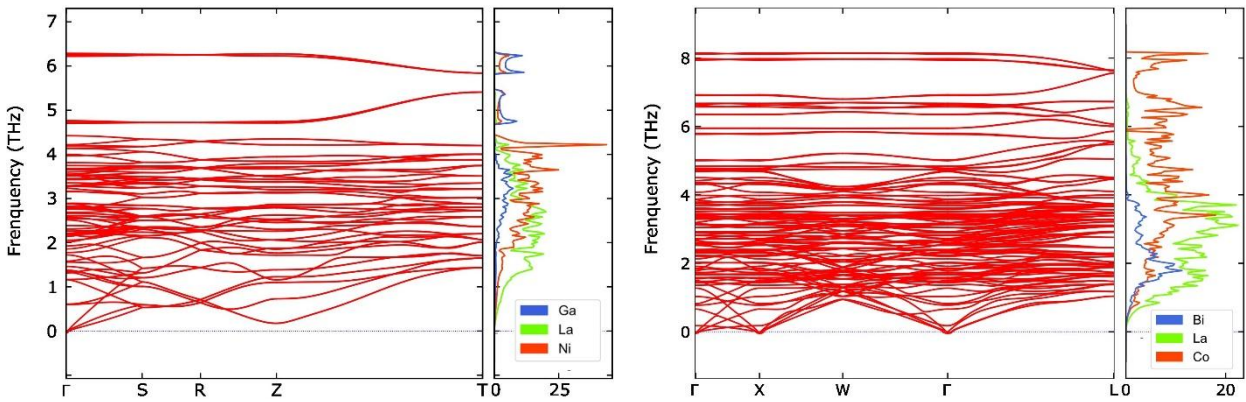 Frenquency (THz)
7
6
5
4
3
2
1
0
−1
Γ S R Z T
0 25
Ga
La
Ni
Frenquency (THz)
8
6
4
2
0
Γ X W Γ L
0 20
Bi
La
Co